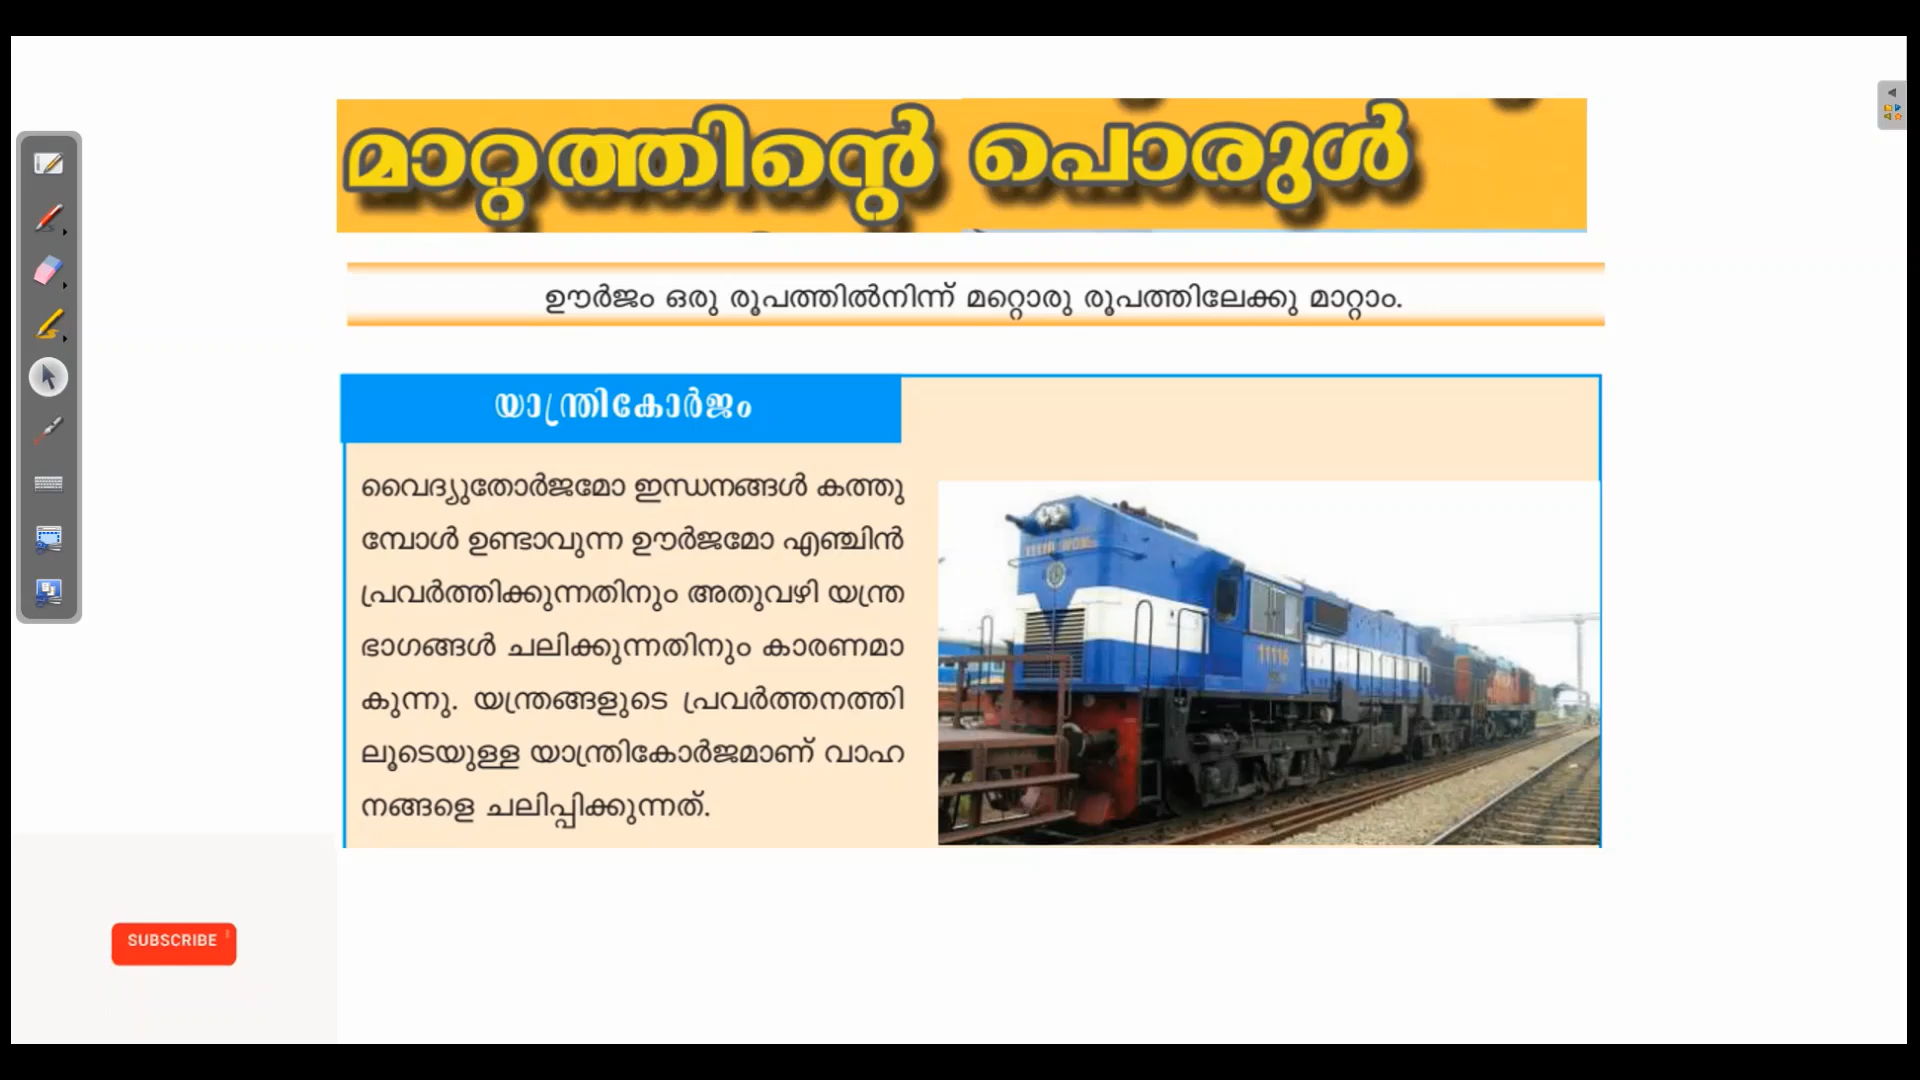 മാറ്റത്തിന്റെ പൊരുൾ
ഊർജം ഒരു രൂപത്തിൽനിന്ന് മറ്റൊരു രൂപത്തിലേക്കു മാറ്റാം.
യാന്ത്രികോർജം
വൈദ്യുതോർജമോ ഇന്ധനങ്ങൾ കത്തു
മ്പോൾ ഉണ്ടാവുന്ന ഊർജമോ എഞ്ചിൻ
പ്രവർത്തിക്കുന്നതിനും അതുവഴി യന്ത്ര
ഭാഗങ്ങൾ ചലിക്കുന്നതിനും കാരണമാ
കുന്നു. യന്ത്രങ്ങളുടെ പ്രവർത്തനത്തി
ലൂടെയുള്ള യാന്ത്രികോർജമാണ് വാഹ
നങ്ങളെ ചലിപ്പിക്കുന്നത്.
11116
SUBSCRIBE